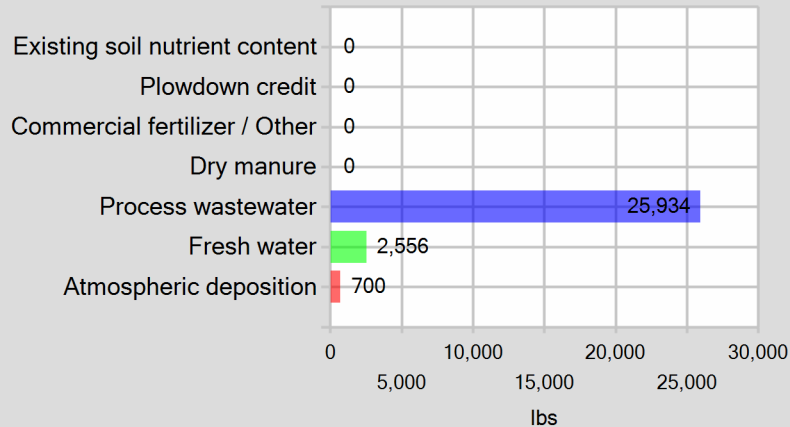 Existing soil nutrient content 0
Plowdown credit 0
Commercial fertilizer / Other 0
Dry manure 0
Process wastewater 25,934
Fresh water 2,556
Atmospheric deposition 700
0 10,000 20,000 30,000
5,000 15,000 25,000
lbs